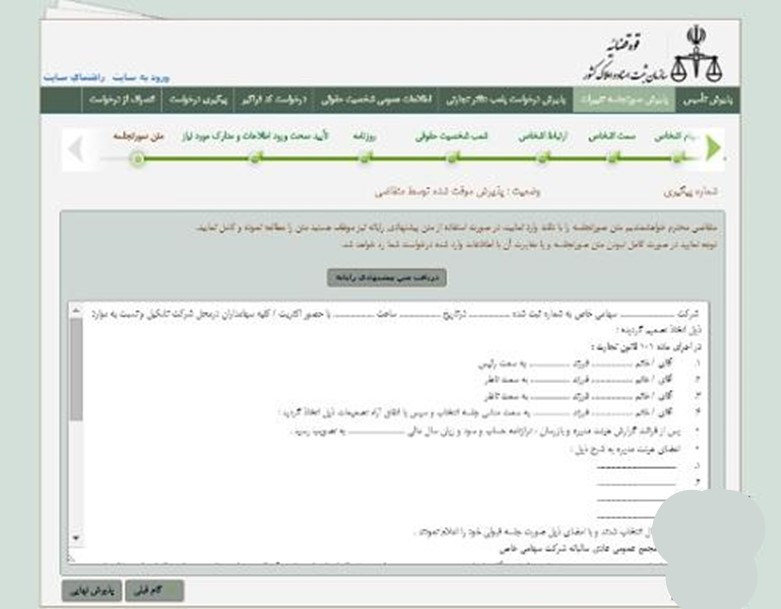 قوه قضائیه
سازمان ثبت اسناد و املاک کشور
ورود به سایت راهنمای سایت
پذیرش تأسیس پذیرش صورتجلسه تغییرات پذیرش درخواست پلمب دفاتر تجارتی اطلاعات عمومی شخصیت حقوقی درخواست کد فراگیر پیگیری درخواست انصراف از درخواست
اشخاص سمت اشخاص ارتباط اشخاص شعب شخصیت حقوقی روزنامه تأیید صحت ورود اطلاعات و مدارک مورد نیاز متن صورتجلسه
شماره پیگیری وضعیت : پذیرش موقت شده توسط متقاضی
متقاضی محترم خواهشمندیم متن صورتجلسه را با دقت وارد نمایید، در صورت استفاده از متن پیشنهادی رایانه نیز موظف هستید متن را مطالعه نموده و کامل نمایید.
توجه نمایید در صورت کامل نبودن متن صورتجلسه و یا مغایرت آن با اطلاعات وارد شده درخواست شما رد خواهد شد.
دریافت متن پیشنهادی رایانه
شرکت .......... سهامی خاص به شماره ثبت شده .......... درتاریخ .......... ساعت .......... با حضور اکثریت / کلیه سهامداران درمحل شرکت تشکیل و نسبت به موارد
ذیل اتخاذ تصمیم گردیده :
در اجرای ماده ۱۰۱ قانون تجارت :
۱. آقای / خانم .......... فرزند .......... به سمت رئیس
۲. آقای / خانم .......... فرزند .......... به سمت ناظر
۳. آقای / خانم .......... فرزند .......... به سمت ناظر
۴. آقای / خانم .......... فرزند .......... به سمت منشی جلسه انتخاب و سپس با اتفاق آراء تصمیمات ذیل اتخاذ گردید :
• پس از قرائت گزارش هیئت مدیره و بازرسان ، ترازنامه حساب و سود و زیان سال مالی .......... به تصویب رسید .
• اعضای هیئت مدیره به شرح ذیل :
۱. ..........
۲. ..........
انتخاب شدند و با امضای ذیل صورت جلسه قبولی خود را اعلام نمودند .
مجمع عمومی عادی سالیانه شرکت سهامی خاص
گام قبلی پذیرش نهایی